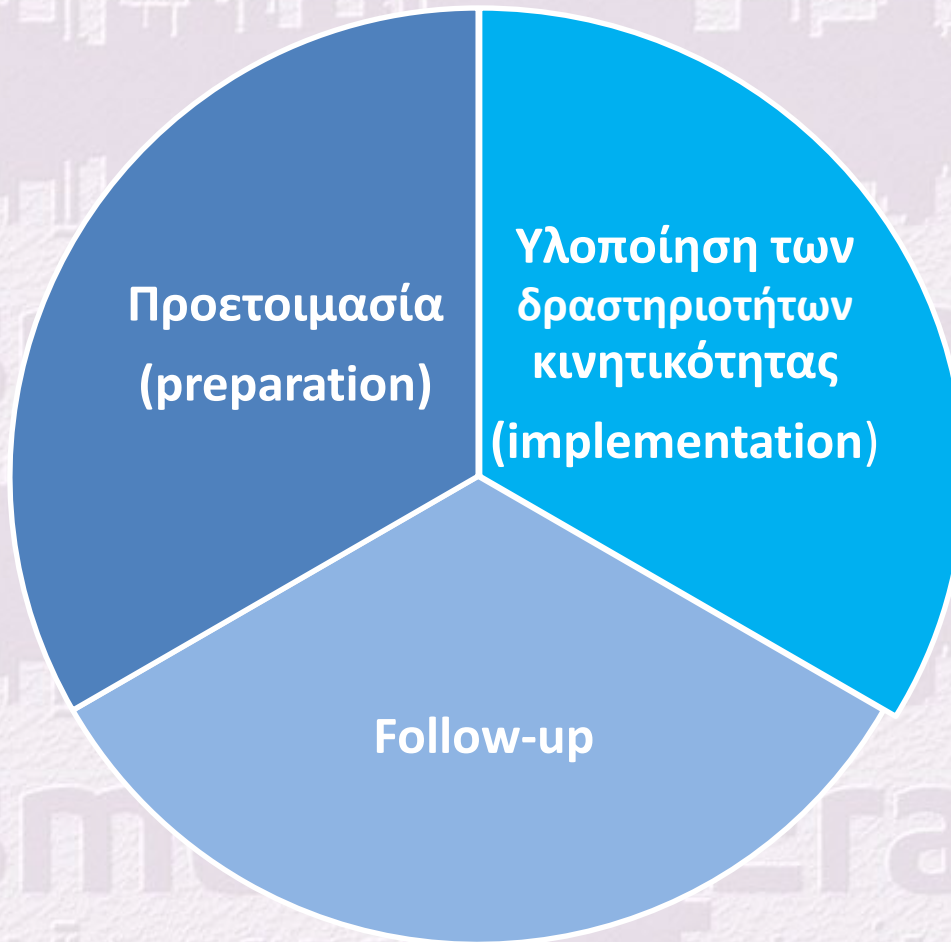 Προετοιμασία
(preparation)
Υλοποίηση των
δραστηριοτήτων
κινητικότητας
(implementation)
Follow-up